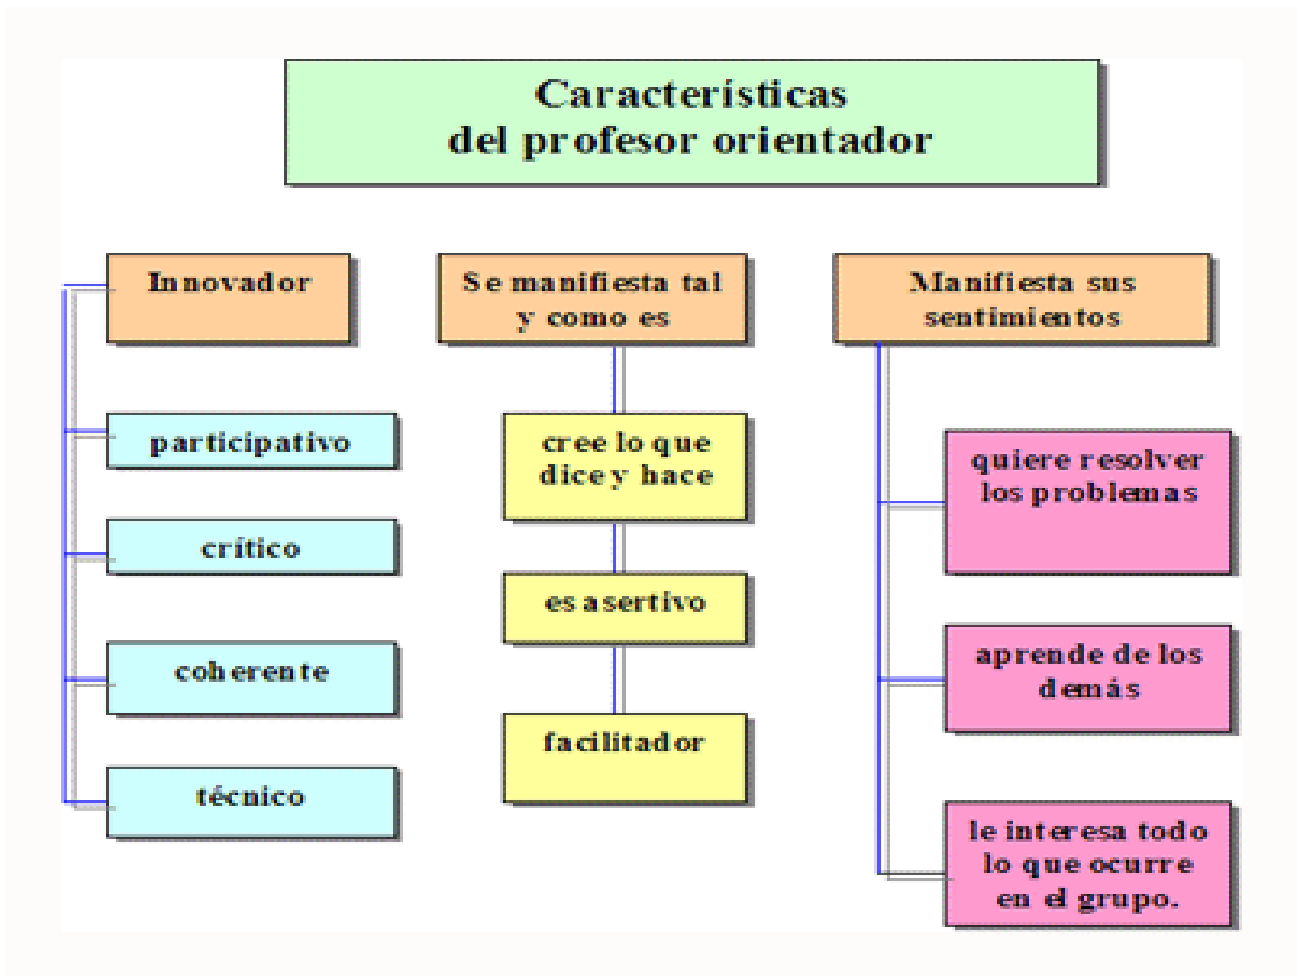 Características
del profesor orientador
Innovador
participativo
crítico
coherente
técnico
Se manifiesta tal
y como es
cree lo que
dice y hace
es asertivo
facilitador
Manifiesta sus
sentimientos
quiere resolver
los problemas
aprende de los
demás
le interesa todo
lo que ocurre
en el grupo.